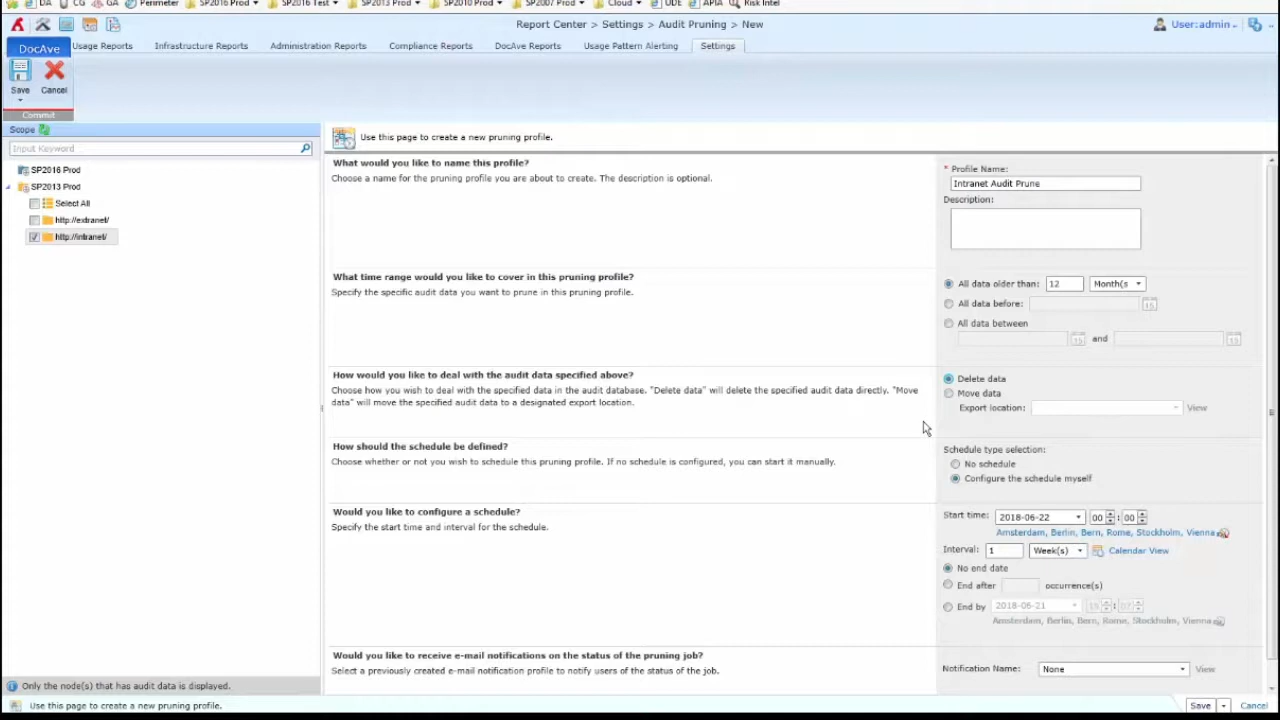 DA CG GA Perimeter SP2016 Prod SP2016 Test SP2013 Prod SP2010 Prod SP2007 Prod Cloud UDE APIA Risk Intel
Report Center > Settings > Audit Pruning > New
User:admin
DocAve
Usage Reports Infrastructure Reports Administration Reports Compliance Reports DocAve Reports Usage Pattern Alerting Settings
Save Cancel
Commit
Scope
Input Keyword
SP2016 Prod
SP2013 Prod
Select All
http://extranet/
http://intranet/
Only the node(s) that has audit data is displayed.
Use this page to create a new pruning profile.
What would you like to name this profile?
Choose a name for the pruning profile you are about to create. The description is optional.
* Profile Name:
Intranet Audit Prune
Description:
What time range would you like to cover in this pruning profile?
Specify the specific audit data you want to prune in this pruning profile.
All data older than: 12 Month(s
All data before: 15
All data between
15 and 15
How would you like to deal with the audit data specified above?
Choose how you wish to deal with the specified data in the audit database. "Delete data" will delete the specified audit data directly. "Move
data" will move the specified audit data to a designated export location.
Delete data
Move data
Export location: View
How should the schedule be defined?
Choose whether or not you wish to schedule this pruning profile. If no schedule is configured, you can start it manually.
Schedule type selection:
No schedule
Configure the schedule myself
Would you like to configure a schedule?
Specify the start time and interval for the schedule.
Start time: 2018-06-22 00 : 00
Amsterdam, Berlin, Bern, Rome, Stockholm, Vienna
Interval: 1 Week(s) Calendar View
No end date
End after occurrence(s)
End by 2018-06-21 : 07
Amsterdam, Berlin, Bern, Rome, Stockholm, Vienna
Would you like to receive e-mail notifications on the status of the pruning job?
Select a previously created e-mail notification profile to notify users of the status of the job.
Notification Name: None View
Use this page to create a new pruning profile.
Save Cancel